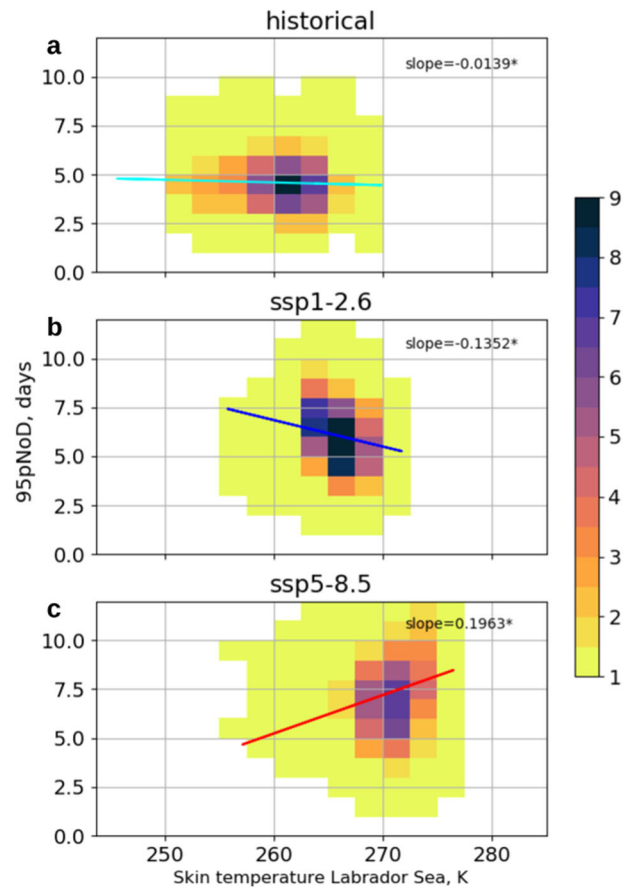 historical
a
slope=-0.0139*
10.0
7.5
5.0
2.5
0.0
ssp1-2.6
b
slope=-0.1352*
10.0
7.5
5.0
2.5
0.0
95pNoD, days
ssp5-8.5
c
slope=0.1963*
10.0
7.5
5.0
2.5
0.0
250 260 270 280
Skin temperature Labrador Sea, K
9
8
7
6
5
4
3
2
1